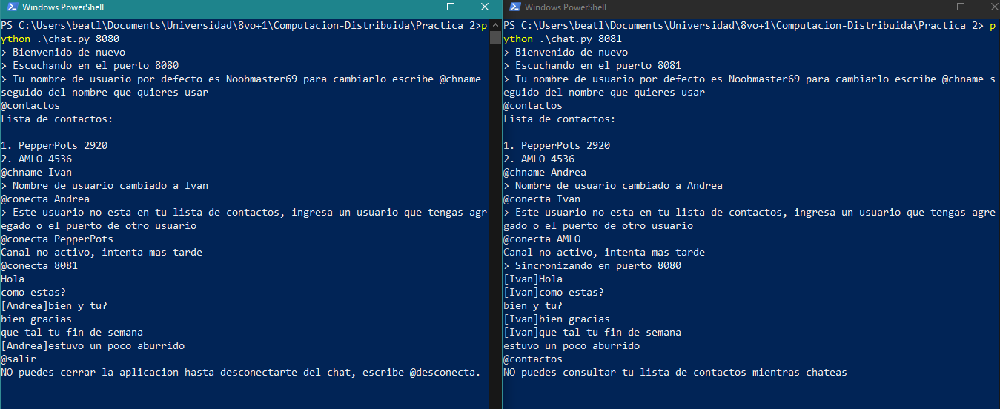 Windows PowerShell
PS C:\Users\beatl\Documents\Universidad\8vo+1\Computacion-Distribuida\Practica 2>p
ython .\chat.py 8080
> Bienvenido de nuevo
> Escuchando en el puerto 8080
> Tu nombre de usuario por defecto es Noobmaster69 para cambiarlo escribe @chname
seguido del nombre que quieres usar
@contactos
Lista de contactos:
1. PepperPots 2920
2. AMLO 4536
@chname Ivan
> Nombre de usuario cambiado a Ivan
@conecta Andrea
> Este usuario no esta en tu lista de contactos, ingresa un usuario que tengas agr
egado o el puerto de otro usuario
@conecta PepperPots
Canal no activo, intenta mas tarde
@conecta 8081
Hola
como estas?
[Andrea]bien y tu?
bien gracias
que tal tu fin de semana
[Andrea]estuvo un poco aburrido
@salir
NO puedes cerrar la aplicacion hasta desconectarte del chat, escribe @desconecta.
Windows PowerShell
PS C:\Users\beatl\Documents\Universidad\8vo+1\Computacion-Distribuida\Practica 2> p
ython .\chat.py 8081
> Bienvenido de nuevo
> Escuchando en el puerto 8081
> Tu nombre de usuario por defecto es Noobmaster69 para cambiarlo escribe @chname s
eguido del nombre que quieres usar
@contactos
Lista de contactos:
1. PepperPots 2920
2. AMLO 4536
@chname Andrea
> Nombre de usuario cambiado a Andrea
@conecta Ivan
> Este usuario no esta en tu lista de contactos, ingresa un usuario que tengas agre
gado o el puerto de otro usuario
@conecta AMLO
Canal no activo, intenta mas tarde
> Sincronizando en puerto 8080
[Ivan]Hola
[Ivan]como estas?
bien y tu?
[Ivan]bien gracias
[Ivan]que tal tu fin de semana
estuvo un poco aburrido
@contactos
NO puedes consultar tu lista de contactos mientras chateas